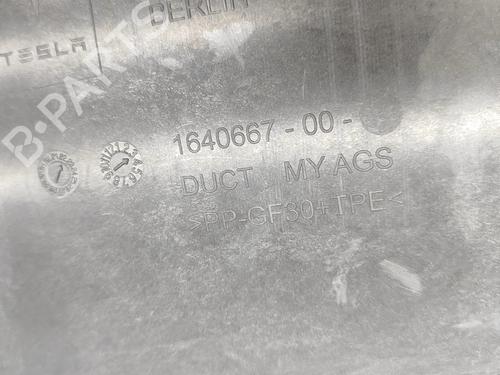 BERLIN
TESLA
B-PARTS
1640667-00-
DUCT MY AGS
>PP-GF30+TPE<